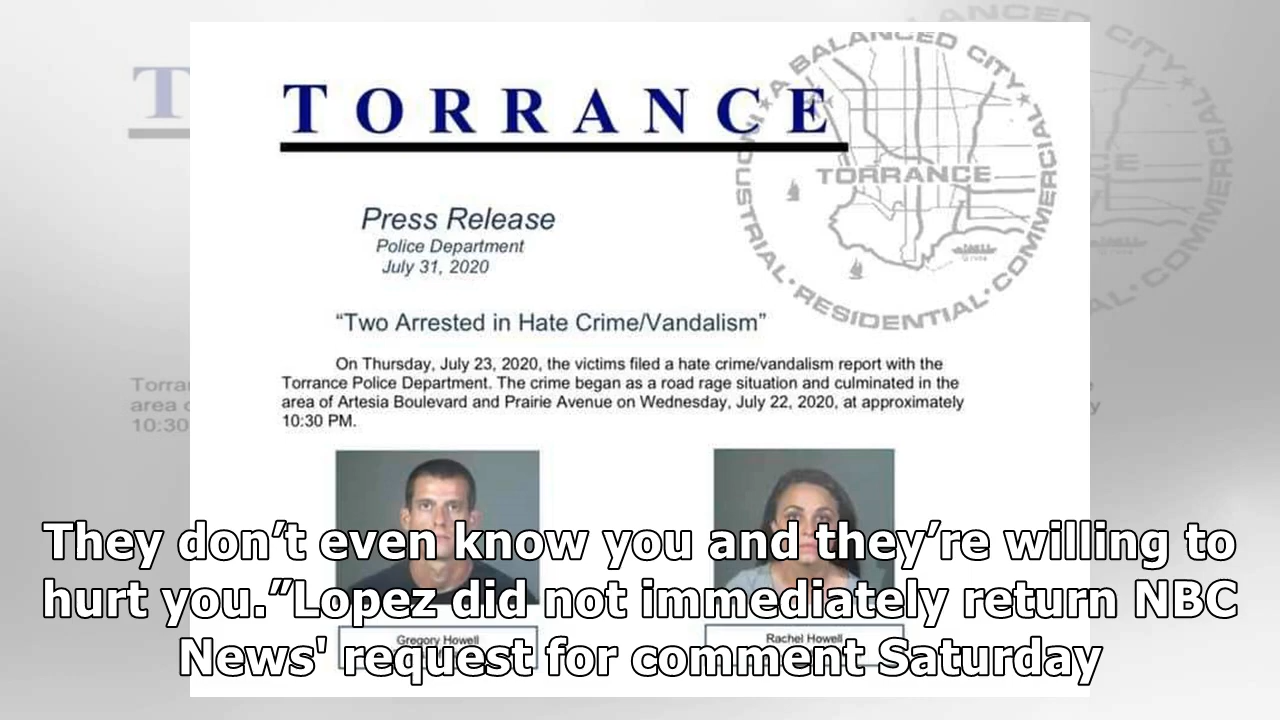 TORRANCE
A BALANCED CITY
INDUSTRIAL • RESIDENTIAL • COMMERCIAL
TORRANCE
Press Release
Police Department
July 31, 2020
“Two Arrested in Hate Crime/Vandalism”
On Thursday, July 23, 2020, the victims filed a hate crime/vandalism report with the
Torrance Police Department. The crime began as a road rage situation and culminated in the
area of Artesia Boulevard and Prairie Avenue on Wednesday, July 22, 2020, at approximately
10:30 PM.
They don’t even know you and they’re willing to
hurt you.”Lopez did not immediately return NBC
News' request for comment Saturday
Gregory Howell
Rachel Howell